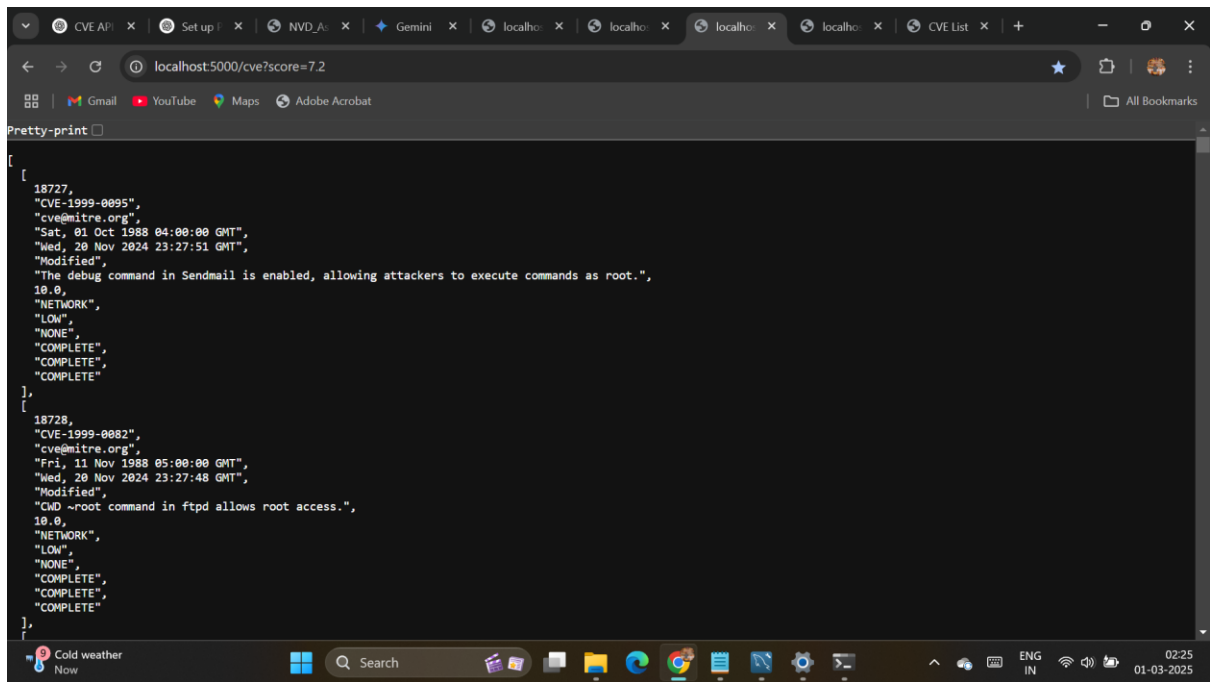 CVE API
Set up P
NVD_As
Gemini
localhos
localhos
localhos
localhos
CVE List
localhost:5000/cve?score=7.2
Gmail
YouTube
Maps
Adobe Acrobat
All Bookmarks
Pretty-print
[
[
18727,
"CVE-1999-0095",
"cve@mitre.org",
"Sat, 01 Oct 1988 04:00:00 GMT",
"Wed, 20 Nov 2024 23:27:51 GMT",
"Modified",
"The debug command in Sendmail is enabled, allowing attackers to execute commands as root.",
10.0,
"NETWORK",
"LOW",
"NONE",
"COMPLETE",
"COMPLETE",
"COMPLETE"
],
[
18728,
"CVE-1999-0082",
"cve@mitre.org",
"Fri, 11 Nov 1988 05:00:00 GMT",
"Wed, 20 Nov 2024 23:27:48 GMT",
"Modified",
"CWD ~root command in ftpd allows root access.",
10.0,
"NETWORK",
"LOW",
"NONE",
"COMPLETE",
"COMPLETE",
"COMPLETE"
],
[
9
Cold weather
Now
Search
ENG
IN
02:25
01-03-2025